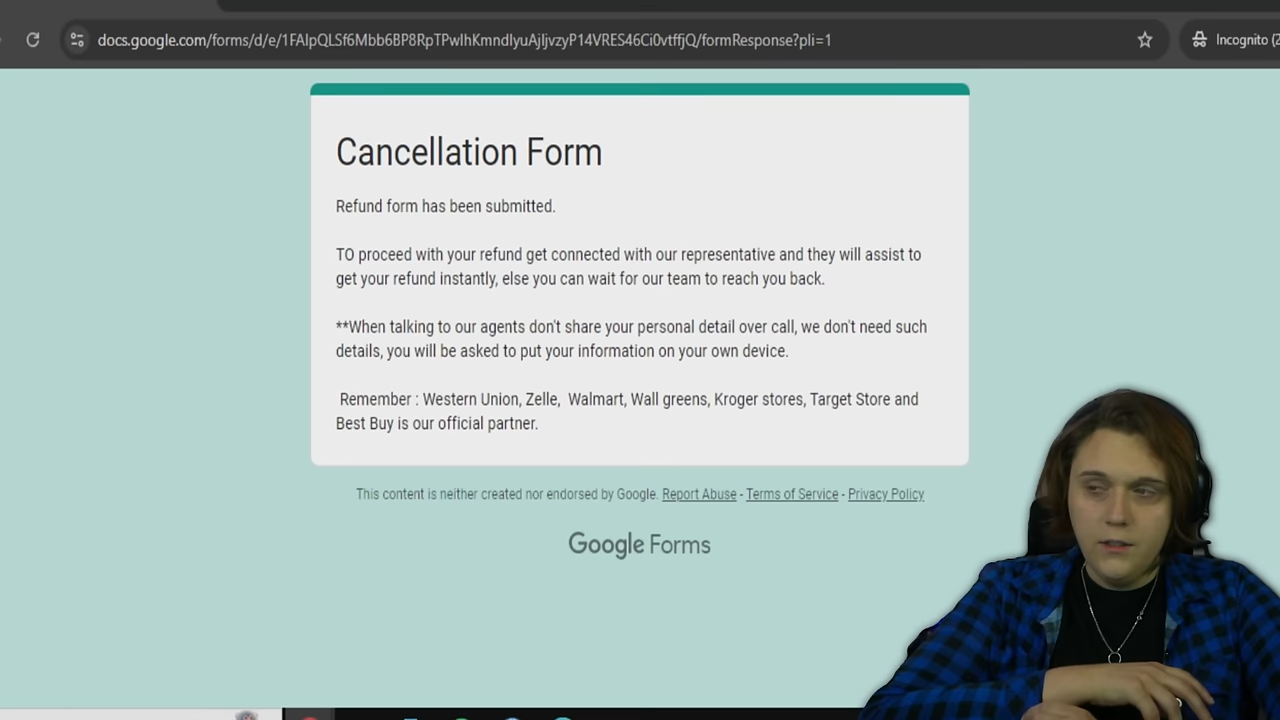 docs.google.com/forms/d/e/1FAIpQLSf6Mbb6BP8RpTPwIhKmndIyuAjIjvzyP14VRES46Ci0vtffjQ/formResponse?pli=1
Incognito (2
Cancellation Form
Refund form has been submitted.
TO proceed with your refund get connected with our representative and they will assist to
get your refund instantly, else you can wait for our team to reach you back.
**When talking to our agents don't share your personal detail over call, we don't need such
details, you will be asked to put your information on your own device.
Remember : Western Union, Zelle,  Walmart, Wall greens, Kroger stores, Target Store and
Best Buy is our official partner.
This content is neither created nor endorsed by Google. Report Abuse - Terms of Service - Privacy Policy
Google Forms